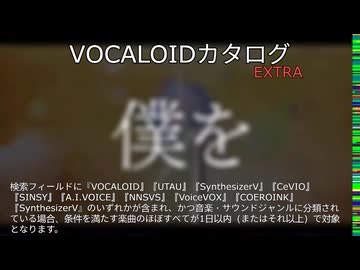 VOCALOIDカタログ
EXTRA
僕を
検索フィールドに『VOCALOID』『UTAU』『SynthesizerV』『CeVIO』
『SINSY』『A.I.VOICE』『NNSVS』『VoiceVOX』『COEROINK』
『SynthesizerV』のいずれかが含まれ、かつ音楽・サウンドジャンルに分類され
ている場合、条件を満たす楽曲のほぼすべてが1日以内（またはそれ以上）で対象
となります。